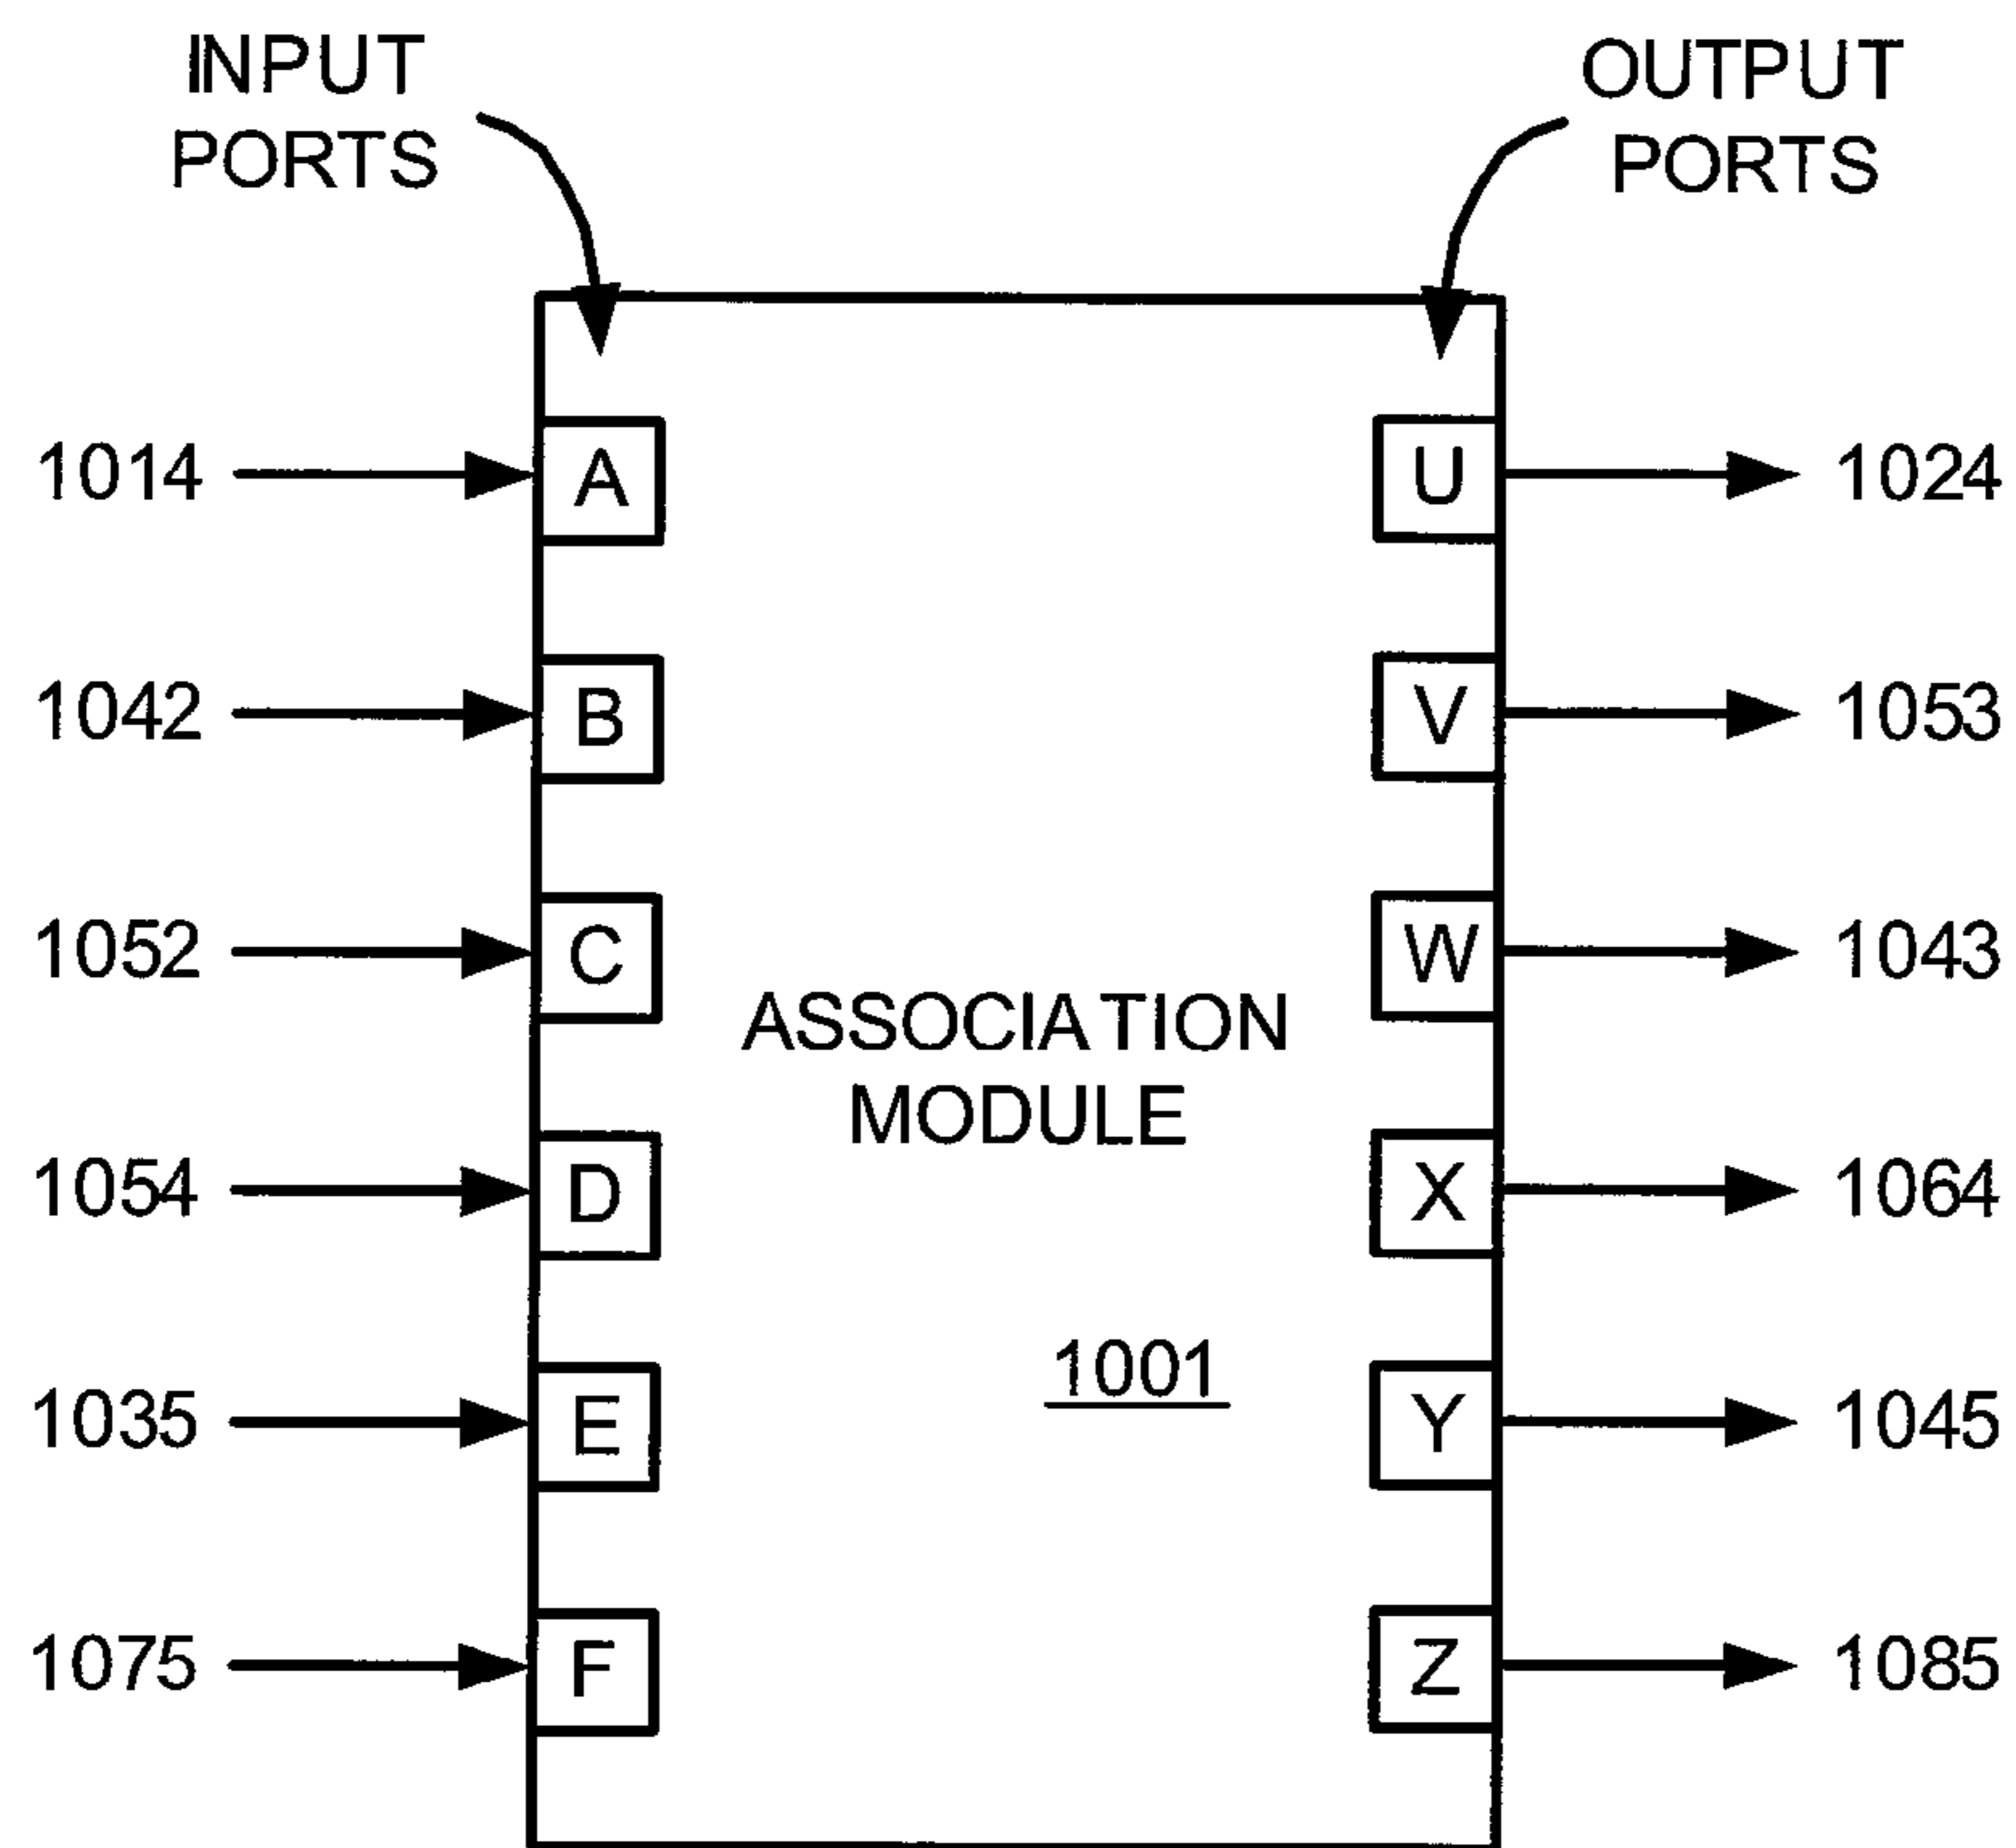 INPUT
PORTS
OUTPUT
PORTS
1014
A
U
1024
1042
B
V
1053
1052
C
W
1043
ASSOCIATION
MODULE
1054
D
X
1064
1035
E
1001
Y
1045
1075
F
Z
1085